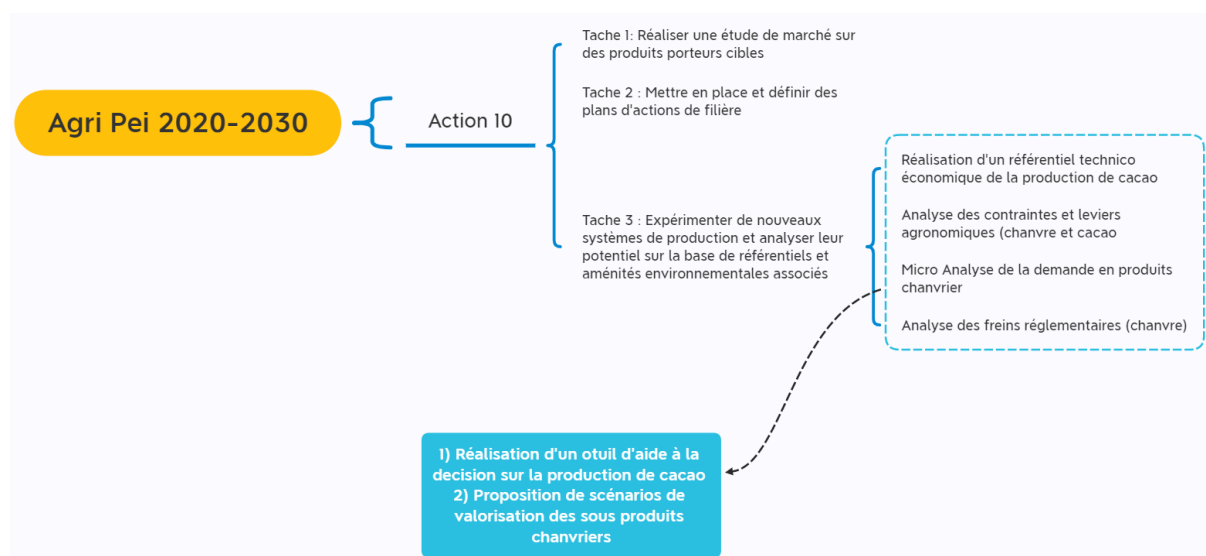 Agri Pei 2020-2030
Action 10
Tache 1: Réaliser une étude de marché sur
des produits porteurs cibles
Tache 2 : Mettre en place et définir des
plans d'actions de filière
Tache 3 : Expérimenter de nouveaux
systèmes de production et analyser leur
potentiel sur la base de référentiels et
aménités environnementales associés
Réalisation d'un référentiel technico
économique de la production de cacao
Analyse des contraintes et leviers
agronomiques (chanvre et cacao
Micro Analyse de la demande en produits
chanvrier
Analyse des freins réglementaires (chanvre)
1) Réalisation d'un otuil d'aide à la
decision sur la production de cacao
2) Proposition de scénarios de
valorisation des sous produits
chanvriers